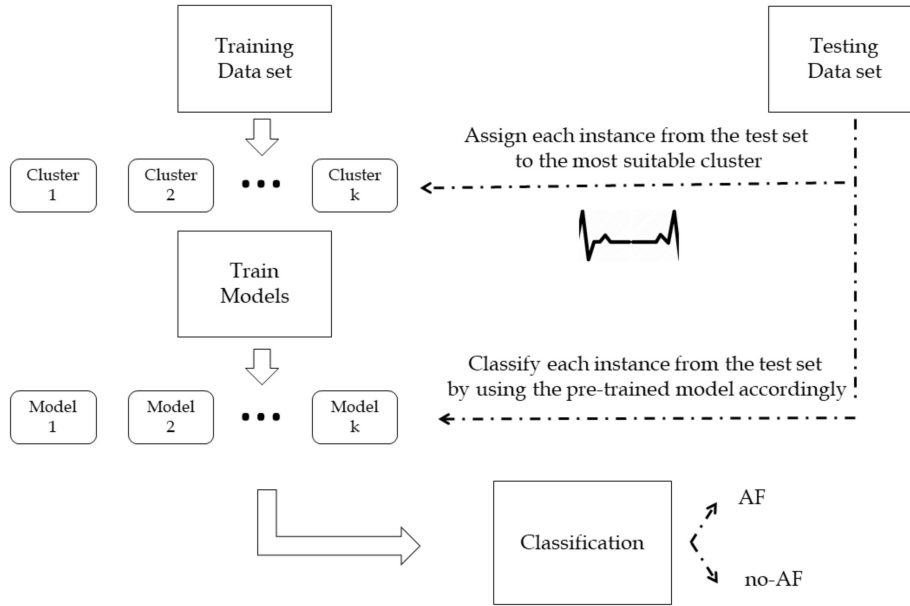 Training
Data set
Testing
Data set
Assign each instance from the test set
to the most suitable cluster
Cluster
1
Cluster
2
Cluster
k
Train
Models
Classify each instance from the test set
by using the pre-trained model accordingly
Model
1
Model
2
Model
k
Classification
AF
no-AF